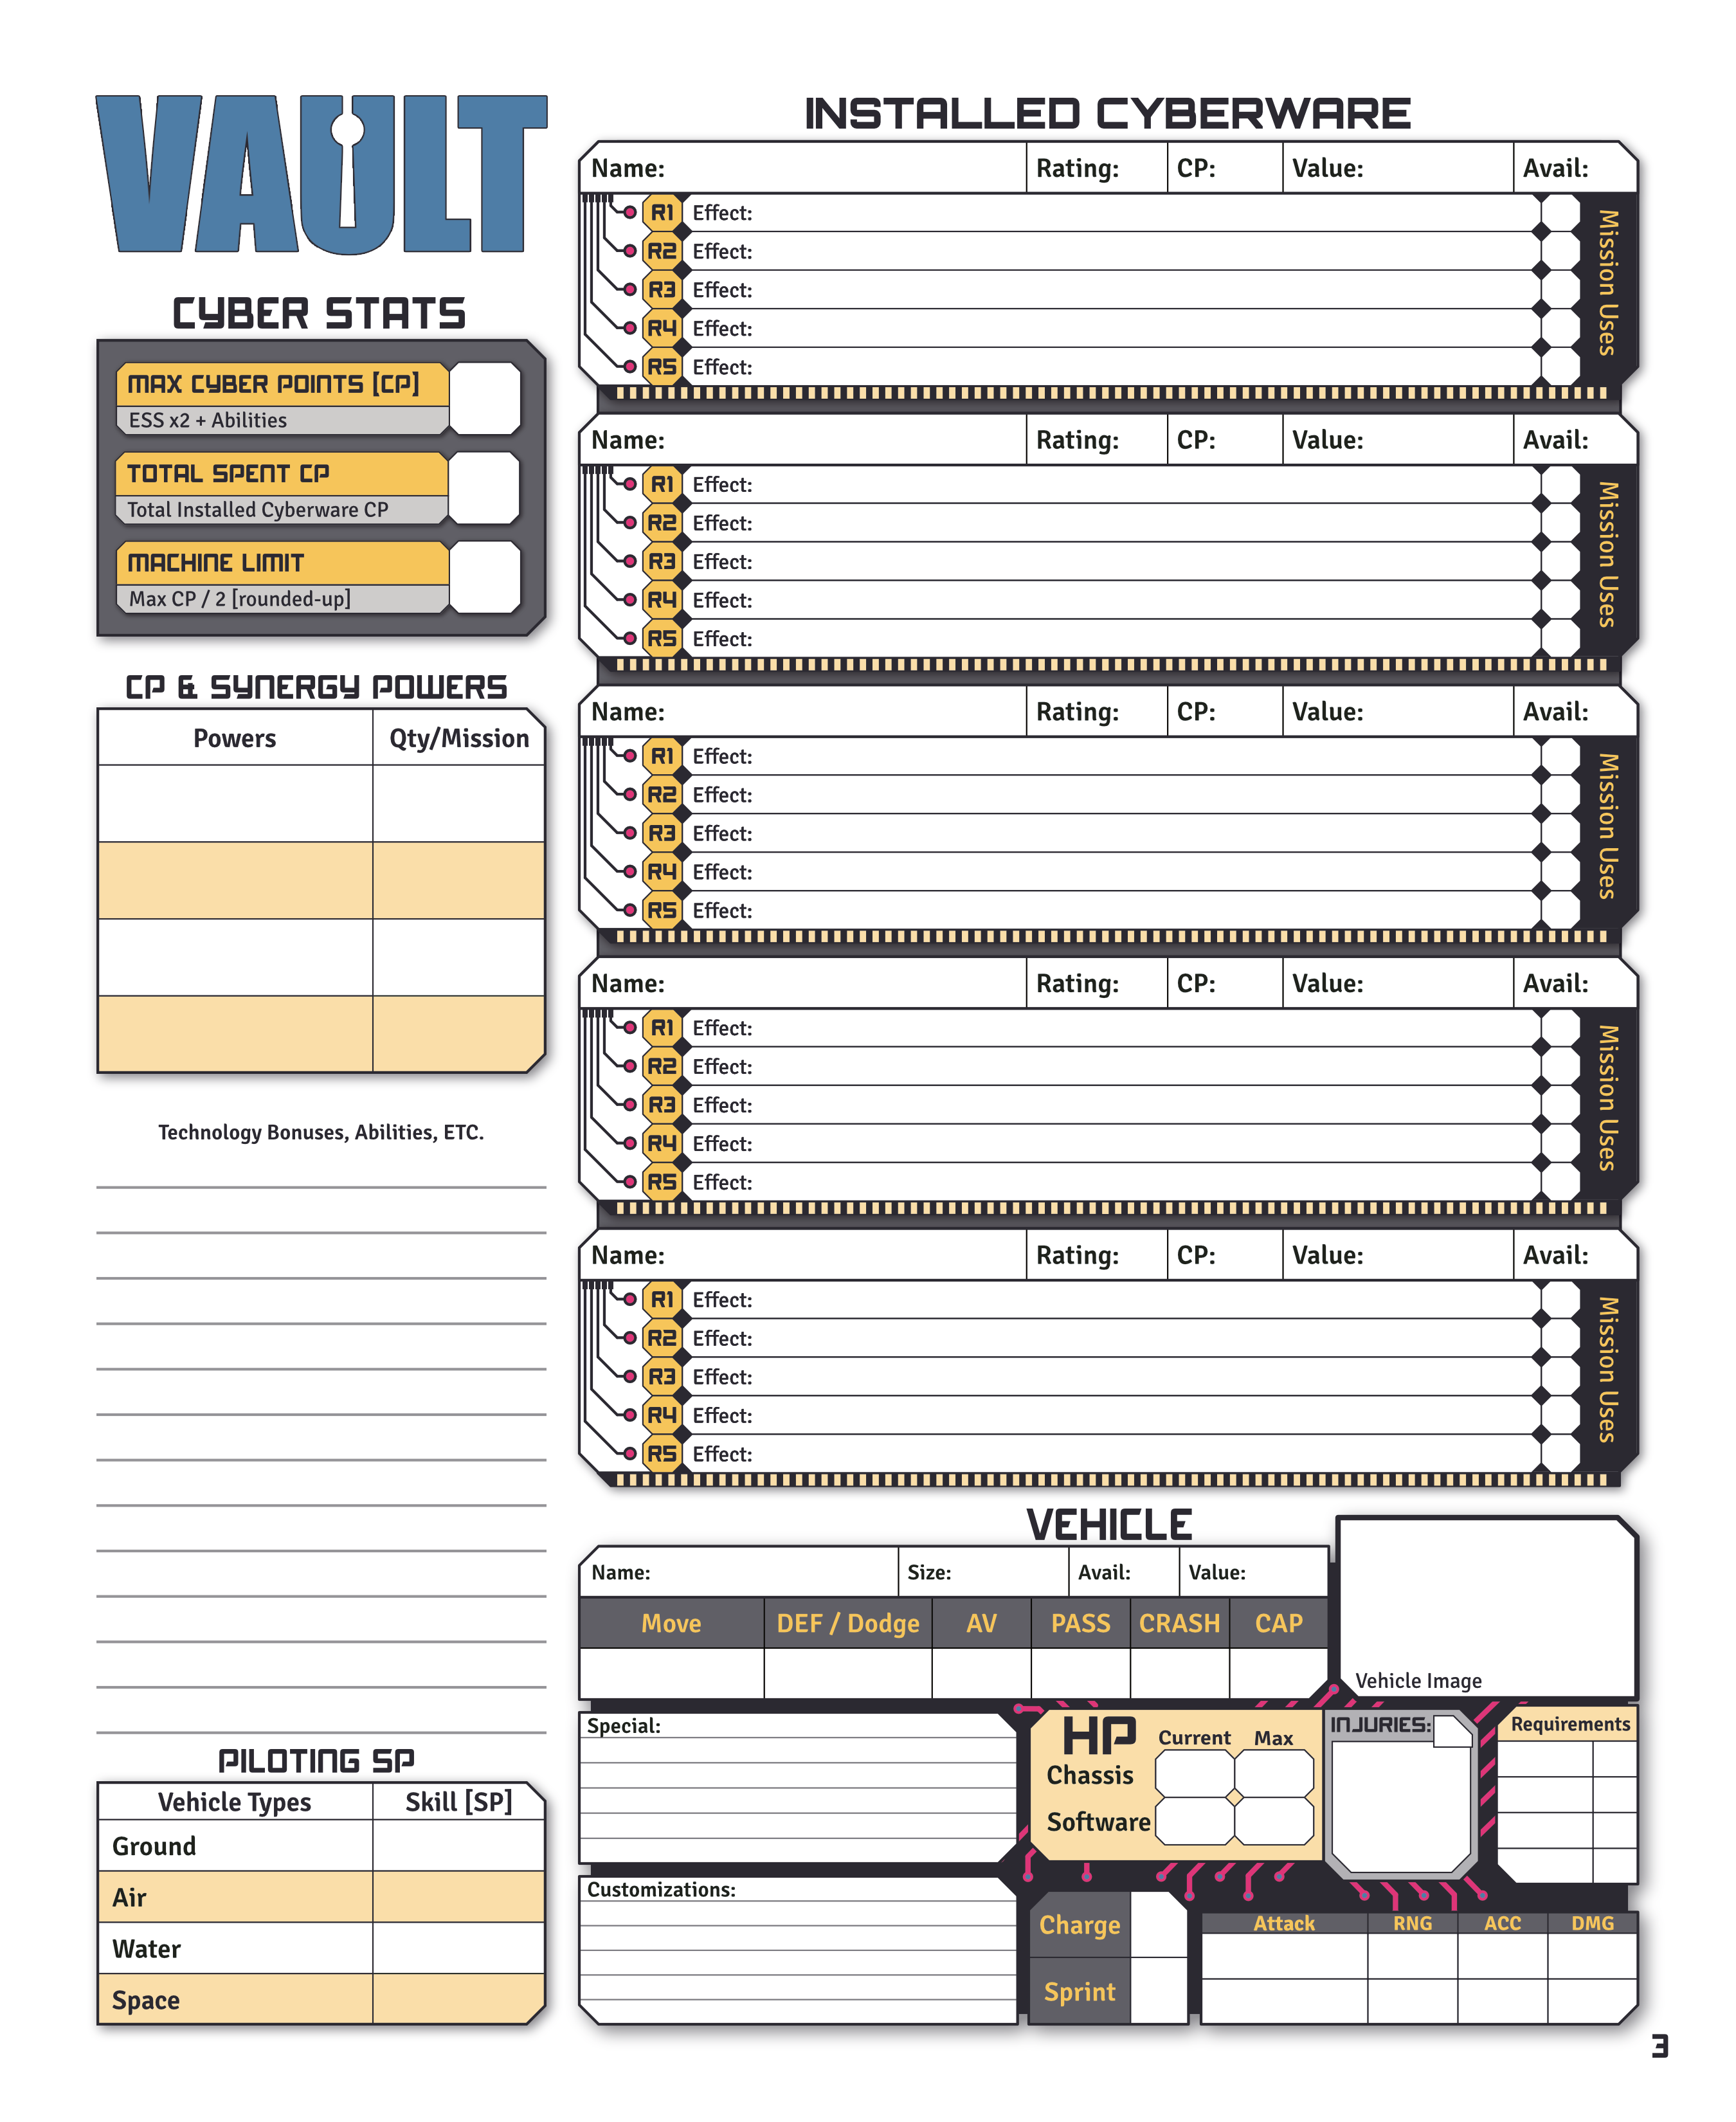 VAULT
CYBER STATS
MAX CYBER POINTS [CP]
ESS x2 + Abilities
TOTAL SPENT CP
Total Installed Cyberware CP
MACHINE LIMIT
Max CP / 2 [rounded-up]
CP & SYNERGY POWERS
Powers Qty/Mission
Technology Bonuses, Abilities, ETC.
PILOTING SP
Vehicle Types Skill [SP]
Ground
Air
Water
Space
INSTALLED CYBERWARE
Name: Rating: CP: Value: Avail:
R1 Effect:
R2 Effect:
R3 Effect:
R4 Effect:
R5 Effect:
Mission Uses
Name: Rating: CP: Value: Avail:
R1 Effect:
R2 Effect:
R3 Effect:
R4 Effect:
R5 Effect:
Mission Uses
Name: Rating: CP: Value: Avail:
R1 Effect:
R2 Effect:
R3 Effect:
R4 Effect:
R5 Effect:
Mission Uses
Name: Rating: CP: Value: Avail:
R1 Effect:
R2 Effect:
R3 Effect:
R4 Effect:
R5 Effect:
Mission Uses
Name: Rating: CP: Value: Avail:
R1 Effect:
R2 Effect:
R3 Effect:
R4 Effect:
R5 Effect:
Mission Uses
VEHICLE
Name: Size: Avail: Value:
Move DEF / Dodge AV PASS CRASH CAP
Vehicle Image
Special:
HP Current Max
Chassis
Software
INJURIES:
Requirements
Customizations:
Charge
Sprint
Attack RNG ACC DMG
3